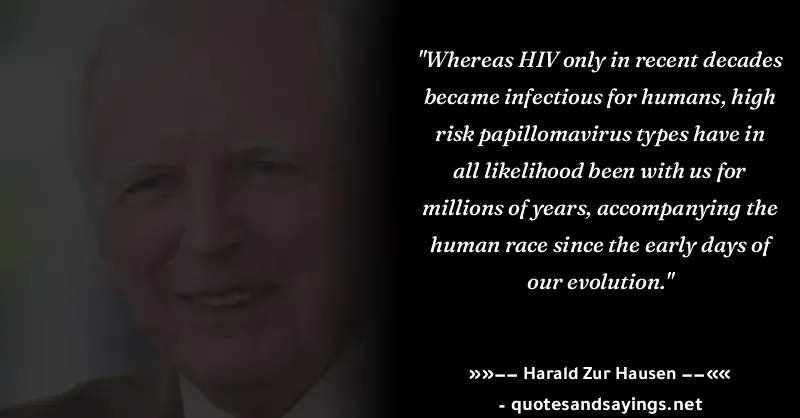 "Whereas HIV only in recent decades
became infectious for humans, high
risk papillomavirus types have in
all likelihood been with us for
millions of years, accompanying the
human race since the early days of
our evolution."
»»–– Harald Zur Hausen ––««
- quotesandsayings.net